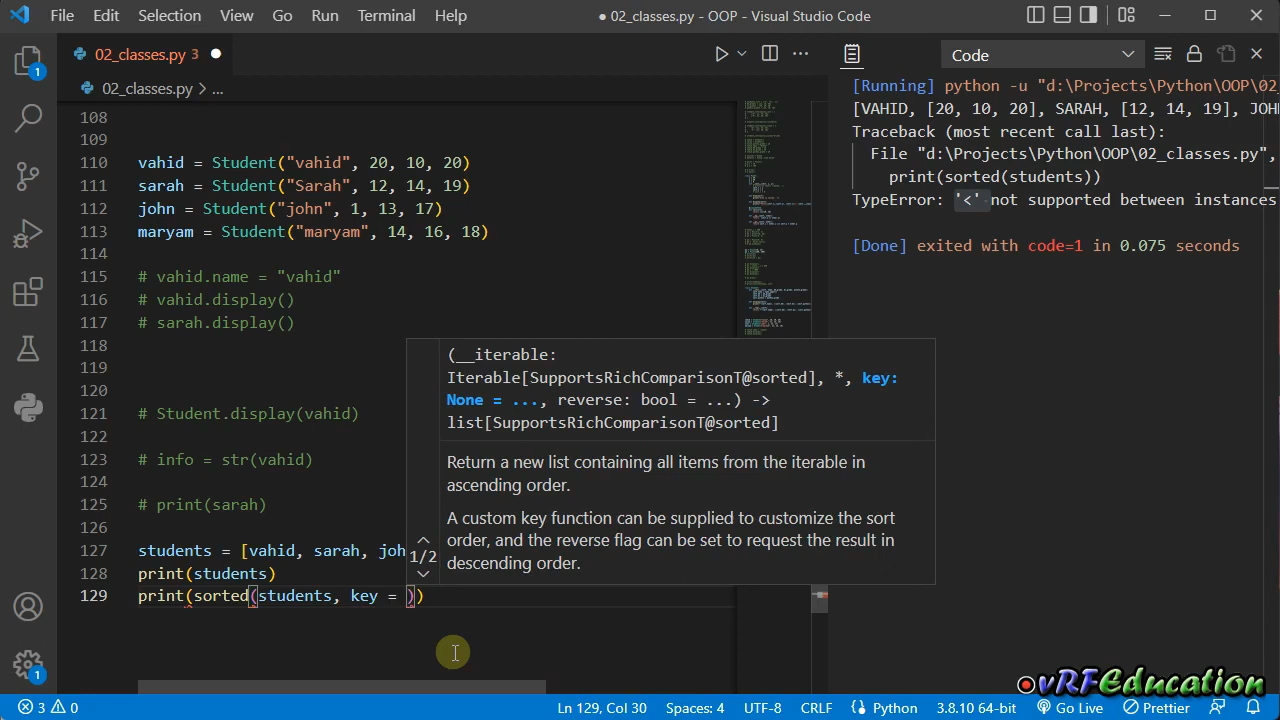 File Edit Selection View Go Run Terminal Help
● 02_classes.py - OOP - Visual Studio Code
02_classes.py 3 ●
02_classes.py > ...
108
109
110 vahid = Student("vahid", 20, 10, 20)
111 sarah = Student("Sarah", 12, 14, 19)
112 john = Student("john", 1, 13, 17)
113 maryam = Student("maryam", 14, 16, 18)
114
115 # vahid.name = "vahid"
116 # vahid.display()
117 # sarah.display()
118
119
120
121 # Student.display(vahid)
122
123 # info = str(vahid)
124
125 # print(sarah)
126
127 students = [vahid, sarah, joh
128 print(students)
129 print(sorted(students, key = ))
(__iterable:
Iterable[SupportsRichComparisonT@sorted], *, key:
None = ..., reverse: bool = ...) ->
list[SupportsRichComparisonT@sorted]
1/2
Return a new list containing all items from the iterable in
ascending order.
A custom key function can be supplied to customize the sort
order, and the reverse flag can be set to request the result in
descending order.
Code
[Running] python -u "d:\Projects\Python\OOP\02_
[VAHID, [20, 10, 20], SARAH, [12, 14, 19], JOH
Traceback (most recent call last):
File "d:\Projects\Python\OOP\02_classes.py",
print(sorted(students))
TypeError: '<' not supported between instances
[Done] exited with code=1 in 0.075 seconds
1
1
vRFEducation
3 0
Ln 129, Col 30 Spaces: 4 UTF-8 CRLF Python 3.8.10 64-bit Go Live Prettier